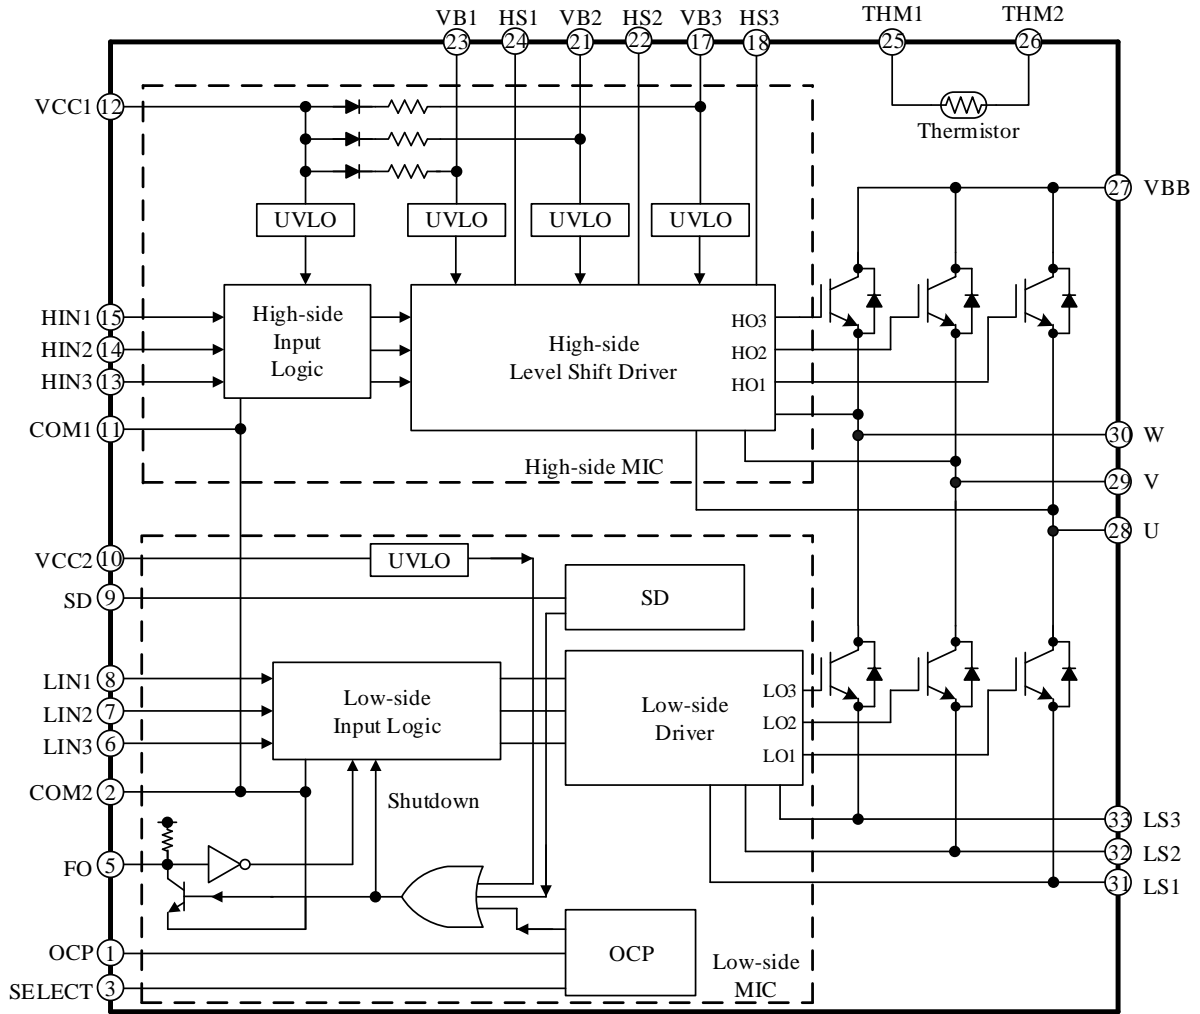 VB1 HS1 VB2 HS2 VB3 HS3 THM1 THM2
23 24 21 22 17 18 25 26
VCC1 12
Thermistor
27 VBB
UVLO UVLO UVLO UVLO
HIN1 15
HIN2 14
HIN3 13
COM1 11
High-side
Input
Logic
High-side
Level Shift Driver
HO3
HO2
HO1
High-side MIC
30 W
29 V
28 U
VCC2 10
UVLO
SD 9
SD
LIN1 8
LIN2 7
LIN3 6
COM2 2
Low-side
Input Logic
Low-side
Driver
LO3
LO2
LO1
Shutdown
33 LS3
32 LS2
31 LS1
FO 5
OCP 1
OCP
SELECT 3
Low-side
MIC